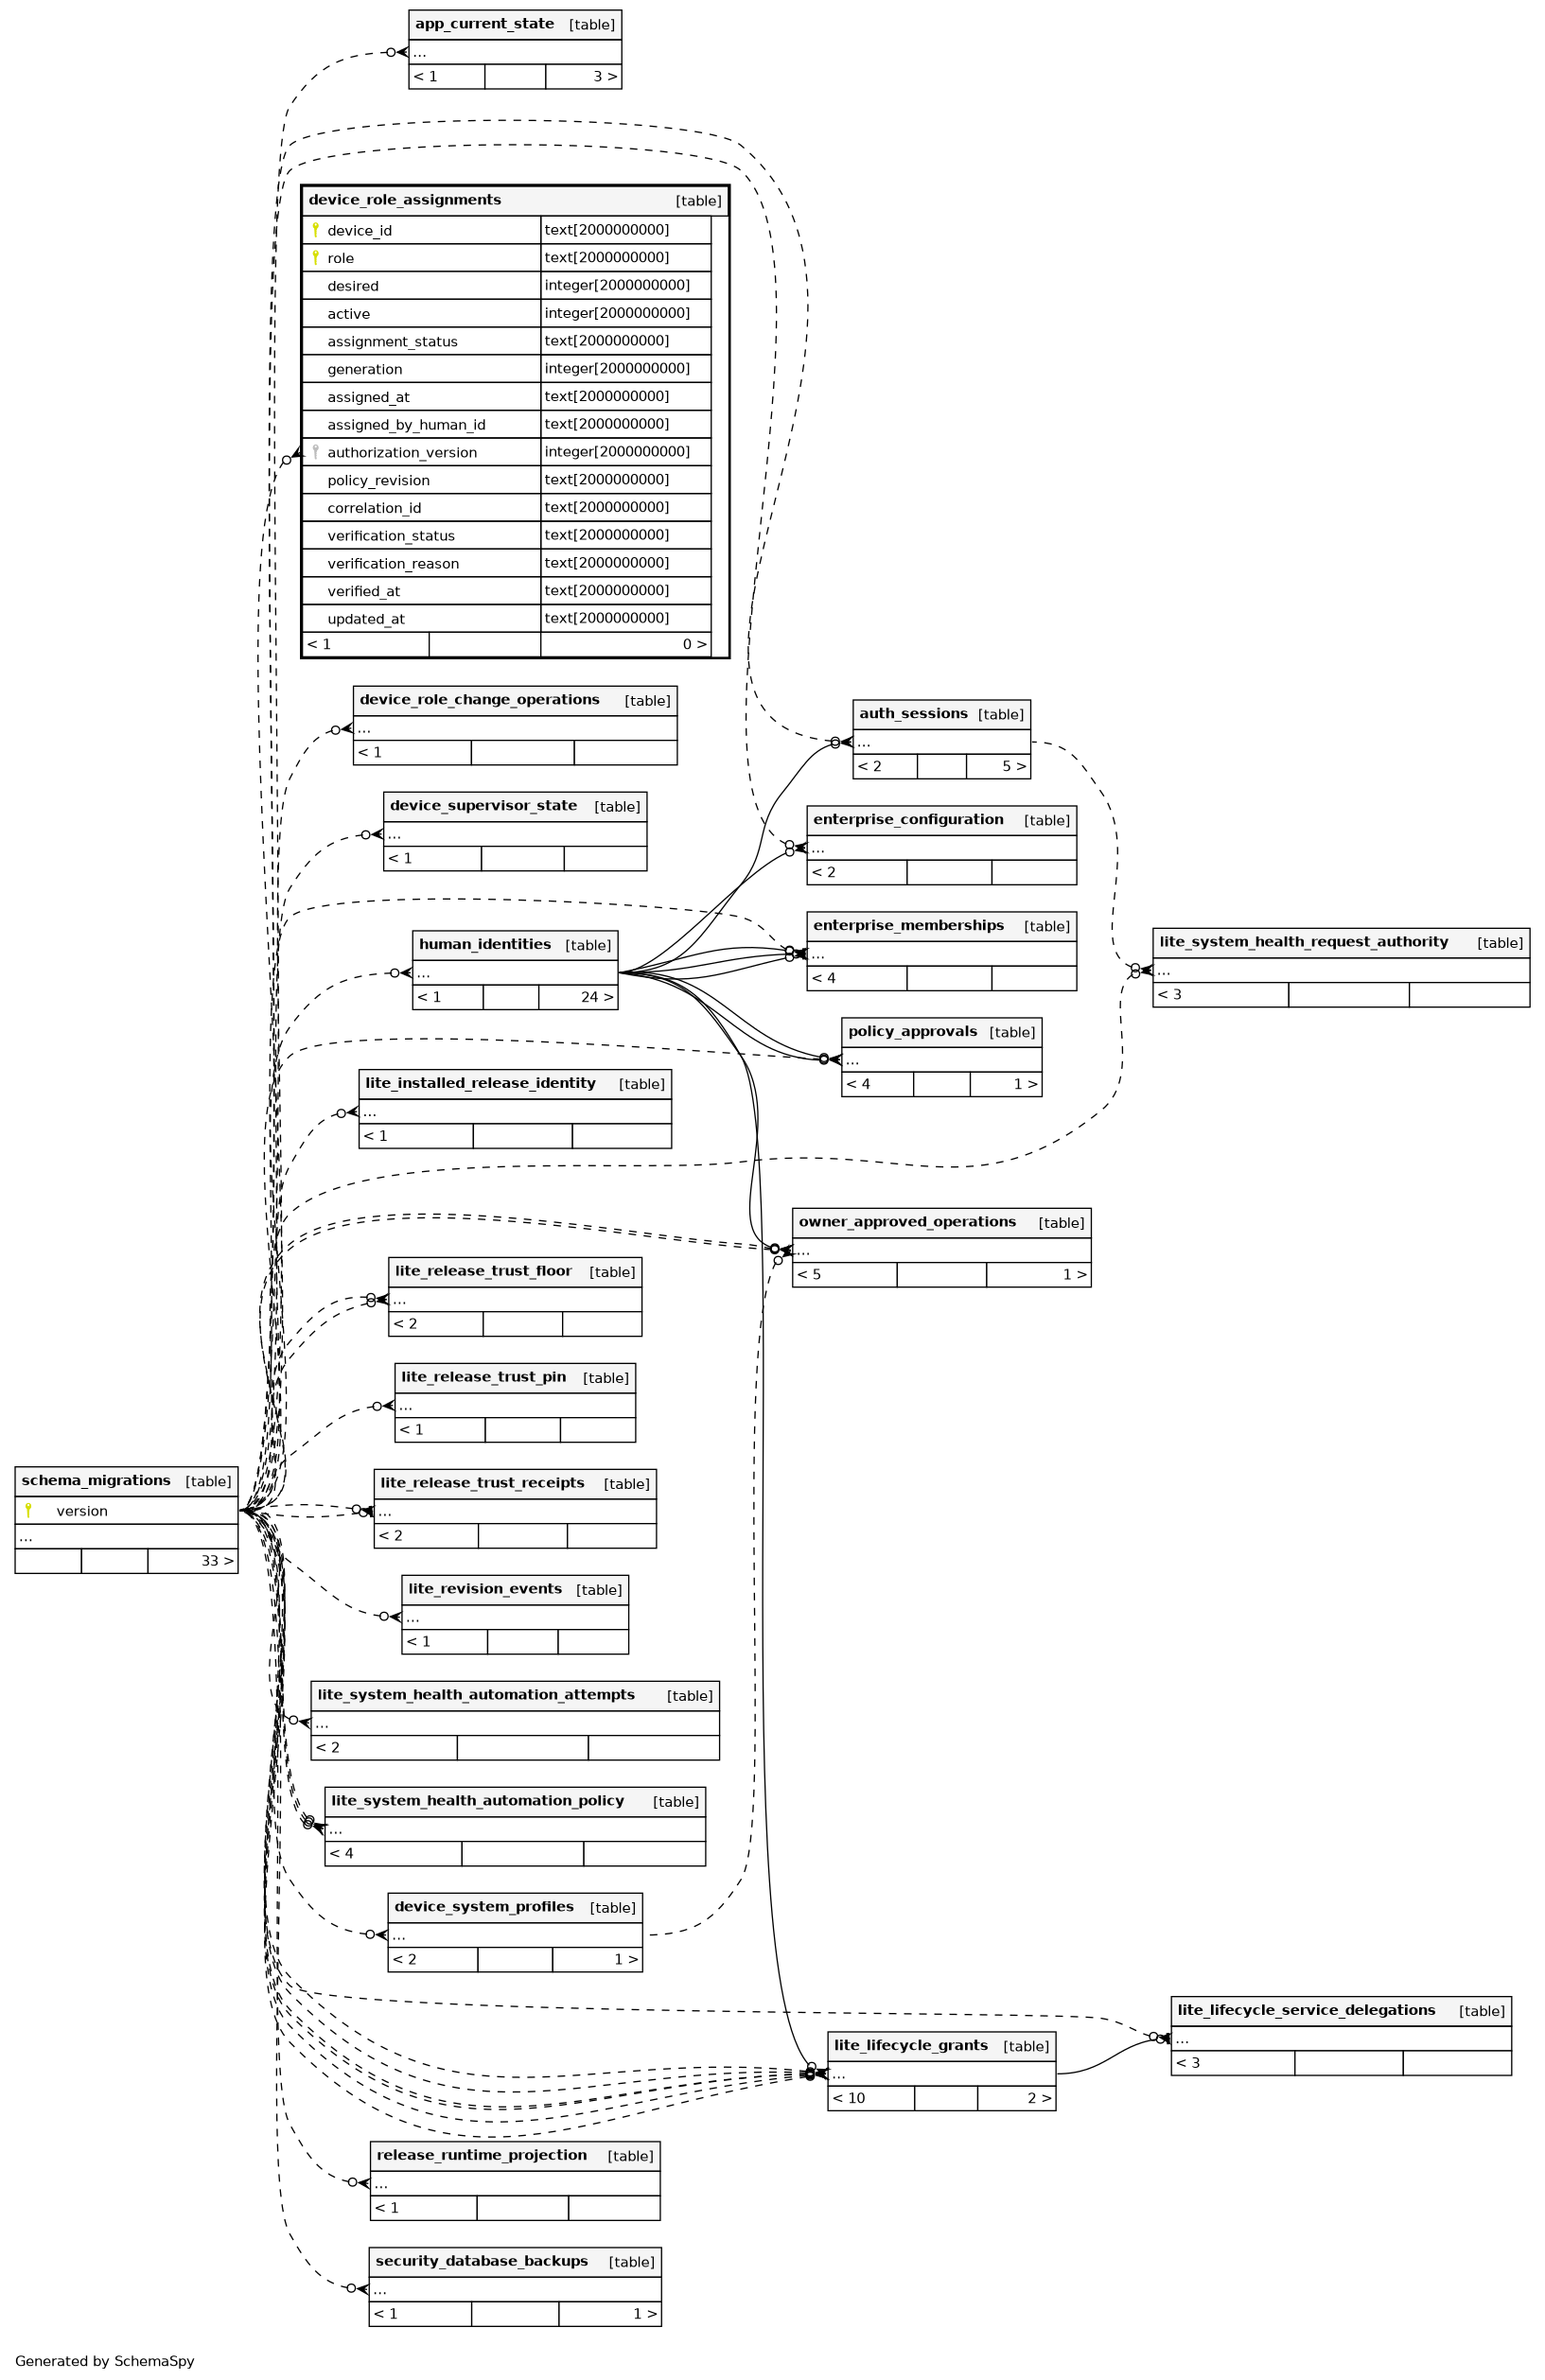 app_current_state [table]
...
< 1 3 >
device_role_assignments [table]
device_id text[2000000000]
role text[2000000000]
desired integer[2000000000]
active integer[2000000000]
assignment_status text[2000000000]
generation integer[2000000000]
assigned_at text[2000000000]
assigned_by_human_id text[2000000000]
authorization_version integer[2000000000]
policy_revision text[2000000000]
correlation_id text[2000000000]
verification_status text[2000000000]
verification_reason text[2000000000]
verified_at text[2000000000]
updated_at text[2000000000]
< 1 0 >
device_role_change_operations [table]
...
< 1
auth_sessions [table]
...
< 2 5 >
device_supervisor_state [table]
...
< 1
enterprise_configuration [table]
...
< 2
human_identities [table]
...
< 1 24 >
enterprise_memberships [table]
...
< 4
lite_system_health_request_authority [table]
...
< 3
policy_approvals [table]
...
< 4 1 >
lite_installed_release_identity [table]
...
< 1
owner_approved_operations [table]
...
< 5 1 >
lite_release_trust_floor [table]
...
< 2
lite_release_trust_pin [table]
...
< 1
schema_migrations [table]
version
...
33 >
lite_release_trust_receipts [table]
...
< 2
lite_revision_events [table]
...
< 1
lite_system_health_automation_attempts [table]
...
< 2
lite_system_health_automation_policy [table]
...
< 4
device_system_profiles [table]
...
< 2 1 >
lite_lifecycle_service_delegations [table]
...
< 3
lite_lifecycle_grants [table]
...
< 10 2 >
release_runtime_projection [table]
...
< 1
security_database_backups [table]
...
< 1 1 >
Generated by SchemaSpy